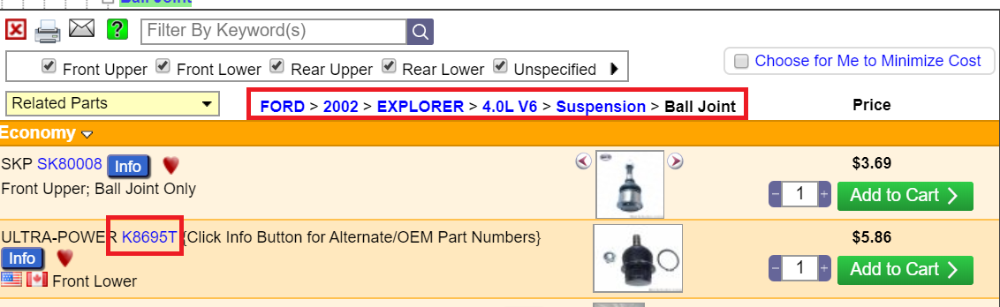 Ball Joint
Filter By Keyword(s)
Front Upper Front Lower Rear Upper Rear Lower Unspecified
Choose for Me to Minimize Cost
Related Parts
FORD > 2002 > EXPLORER > 4.0L V6 > Suspension > Ball Joint
Price
Economy
SKP SK80008 Info
Front Upper; Ball Joint Only
$3.69
1
Add to Cart
ULTRA-POWER K8695T {Click Info Button for Alternate/OEM Part Numbers}
Info
Front Lower
$5.86
1
Add to Cart